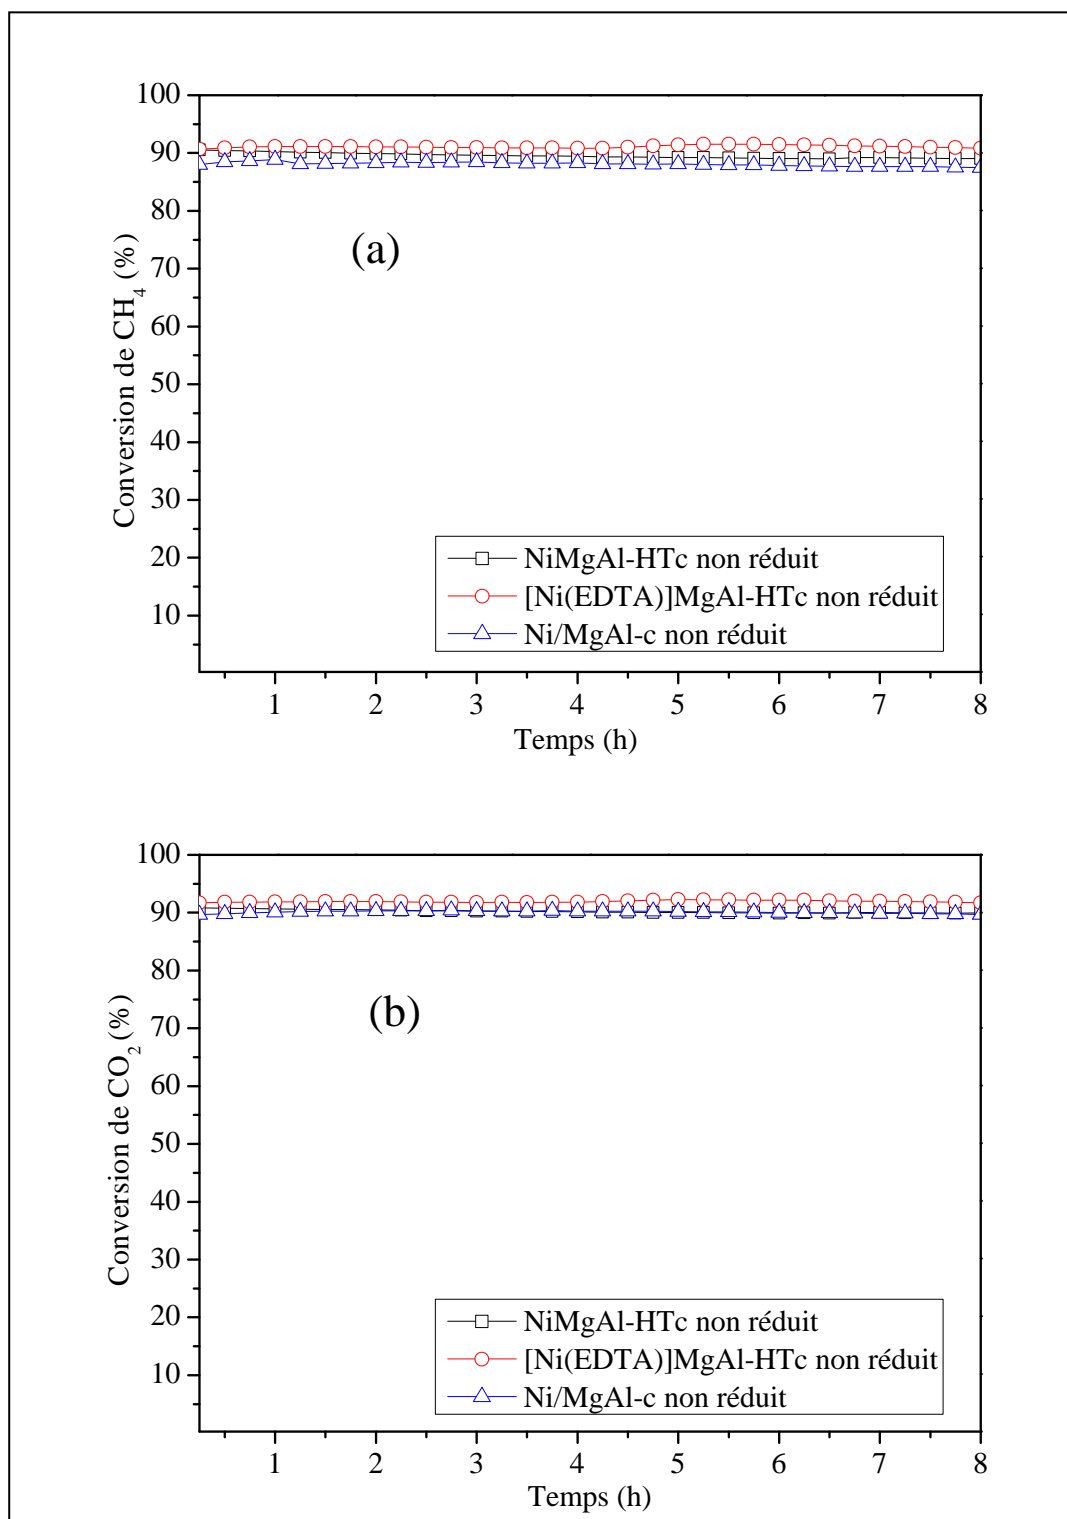 100
90
80
70
60
50
40
30
20
10
Conversion de CH4 (%)
(a)
NiMgAl-HTc non réduit
[Ni(EDTA)]MgAl-HTc non réduit
Ni/MgAl-c non réduit
1 2 3 4 5 6 7 8
Temps (h)
100
90
80
70
60
50
40
30
20
10
Conversion de CO2 (%)
(b)
NiMgAl-HTc non réduit
[Ni(EDTA)]MgAl-HTc non réduit
Ni/MgAl-c non réduit
1 2 3 4 5 6 7 8
Temps (h)